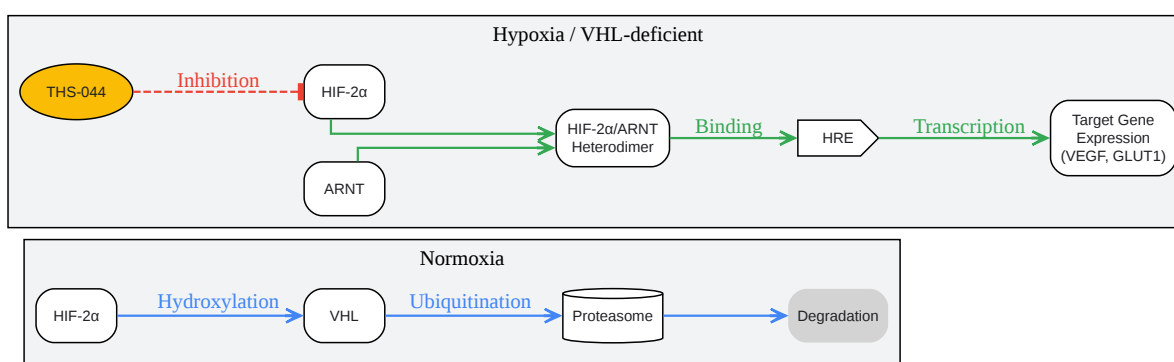 Hypoxia / VHL-deficient
THS-044
Inhibition
HIF-2α
ARNT
HIF-2α/ARNT
Heterodimer
Binding
HRE
Transcription
Target Gene
Expression
(VEGF, GLUT1)
Normoxia
HIF-2α
Hydroxylation
VHL
Ubiquitination
Proteasome
Degradation